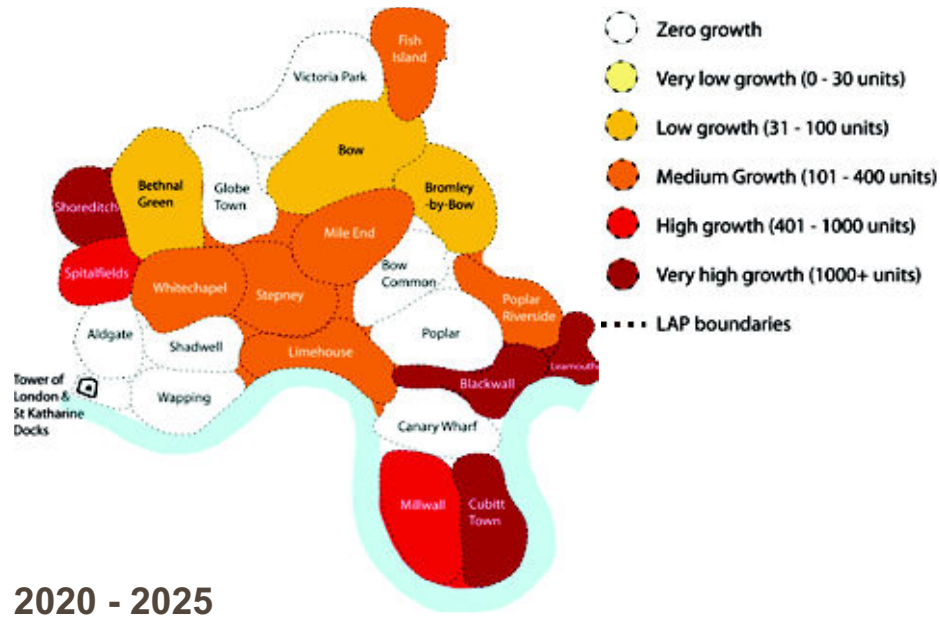 Fish
Island
Victoria Park
Bow
Bethnal
Green
Globe
Town
Bromley
-by-Bow
Shoreditch
Mile End
Spitalfields
Whitechapel
Stepney
Bow
Common
Poplar
Riverside
Aldgate
Shadwell
Limehouse
Poplar
Leamouth
Blackwall
Tower of
London &
St Katharine
Docks
Wapping
Canary Wharf
Millwall
Cubitt
Town
Zero growth
Very low growth (0 - 30 units)
Low growth (31 - 100 units)
Medium Growth (101 - 400 units)
High growth (401 - 1000 units)
Very high growth (1000+ units)
LAP boundaries
2020 - 2025